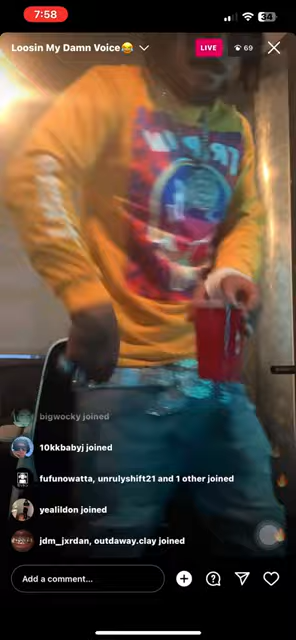 7:58
34
Loosin My Damn Voice😂
LIVE
69
bigwocky joined
10kkbabyj joined
fufunowatta, unrulyshift21 and 1 other joined
yealildon joined
jdm_jxrdan, outdaway.clay joined
Add a comment...